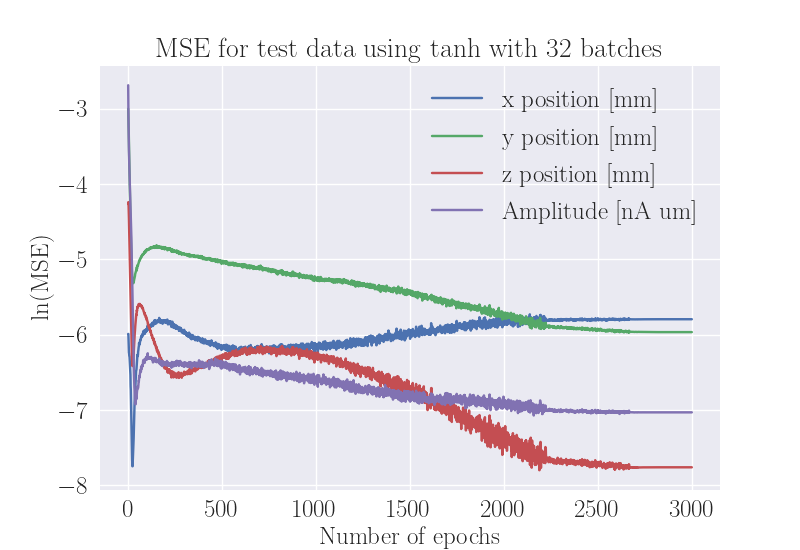 MSE for test data using tanh with 32 batches
x position [mm]
y position [mm]
z position [mm]
Amplitude [nA um]
ln(MSE)
−3
−4
−5
−6
−7
−8
0 500 1000 1500 2000 2500 3000
Number of epochs